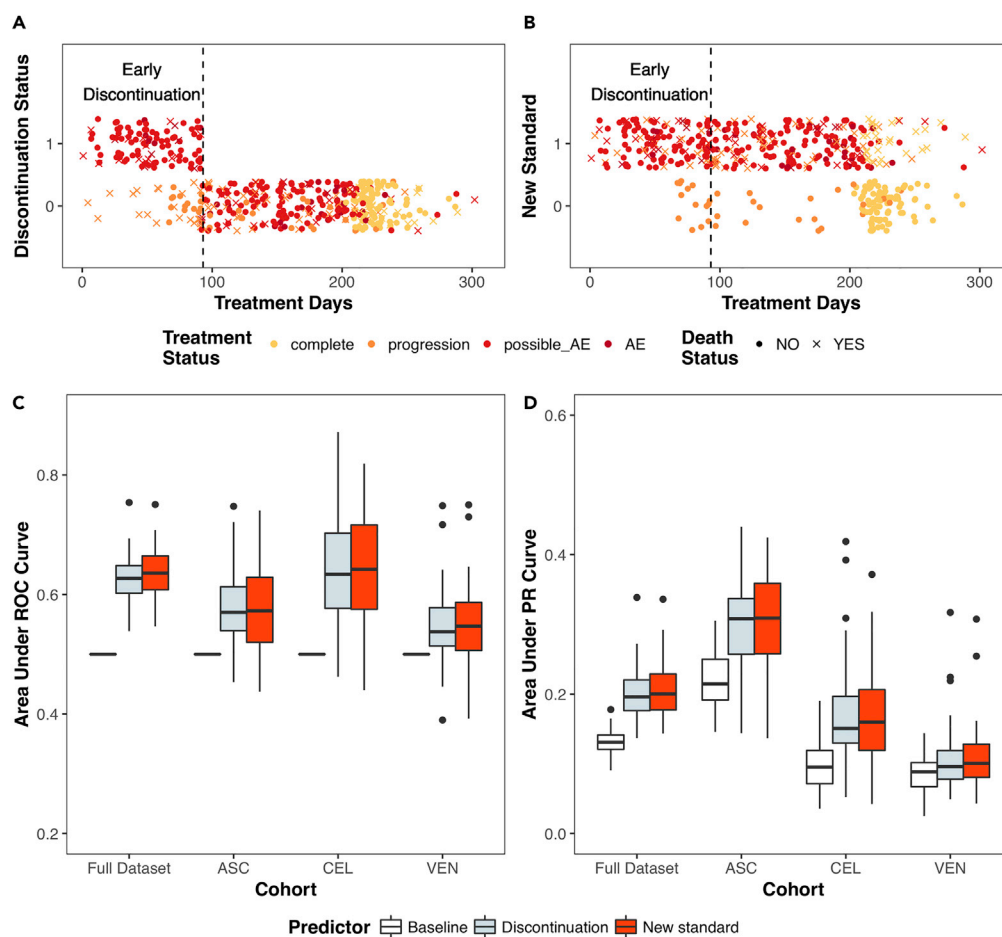 A
B
Early
Discontinuation
Discontinuation Status
1
0
0
100
200
300
Treatment Days
Early
Discontinuation
New Standard
1
0
0
100
200
300
Treatment Days
Treatment
Status
complete
progression
possible_AE
AE
Death
Status
NO
YES
C
D
Area Under ROC Curve
0.8
0.6
0.4
0.2
Full Dataset
ASC
CEL
VEN
Cohort
Area Under PR Curve
0.6
0.4
0.2
0.0
Full Dataset
ASC
CEL
VEN
Cohort
Predictor
Baseline
Discontinuation
New standard